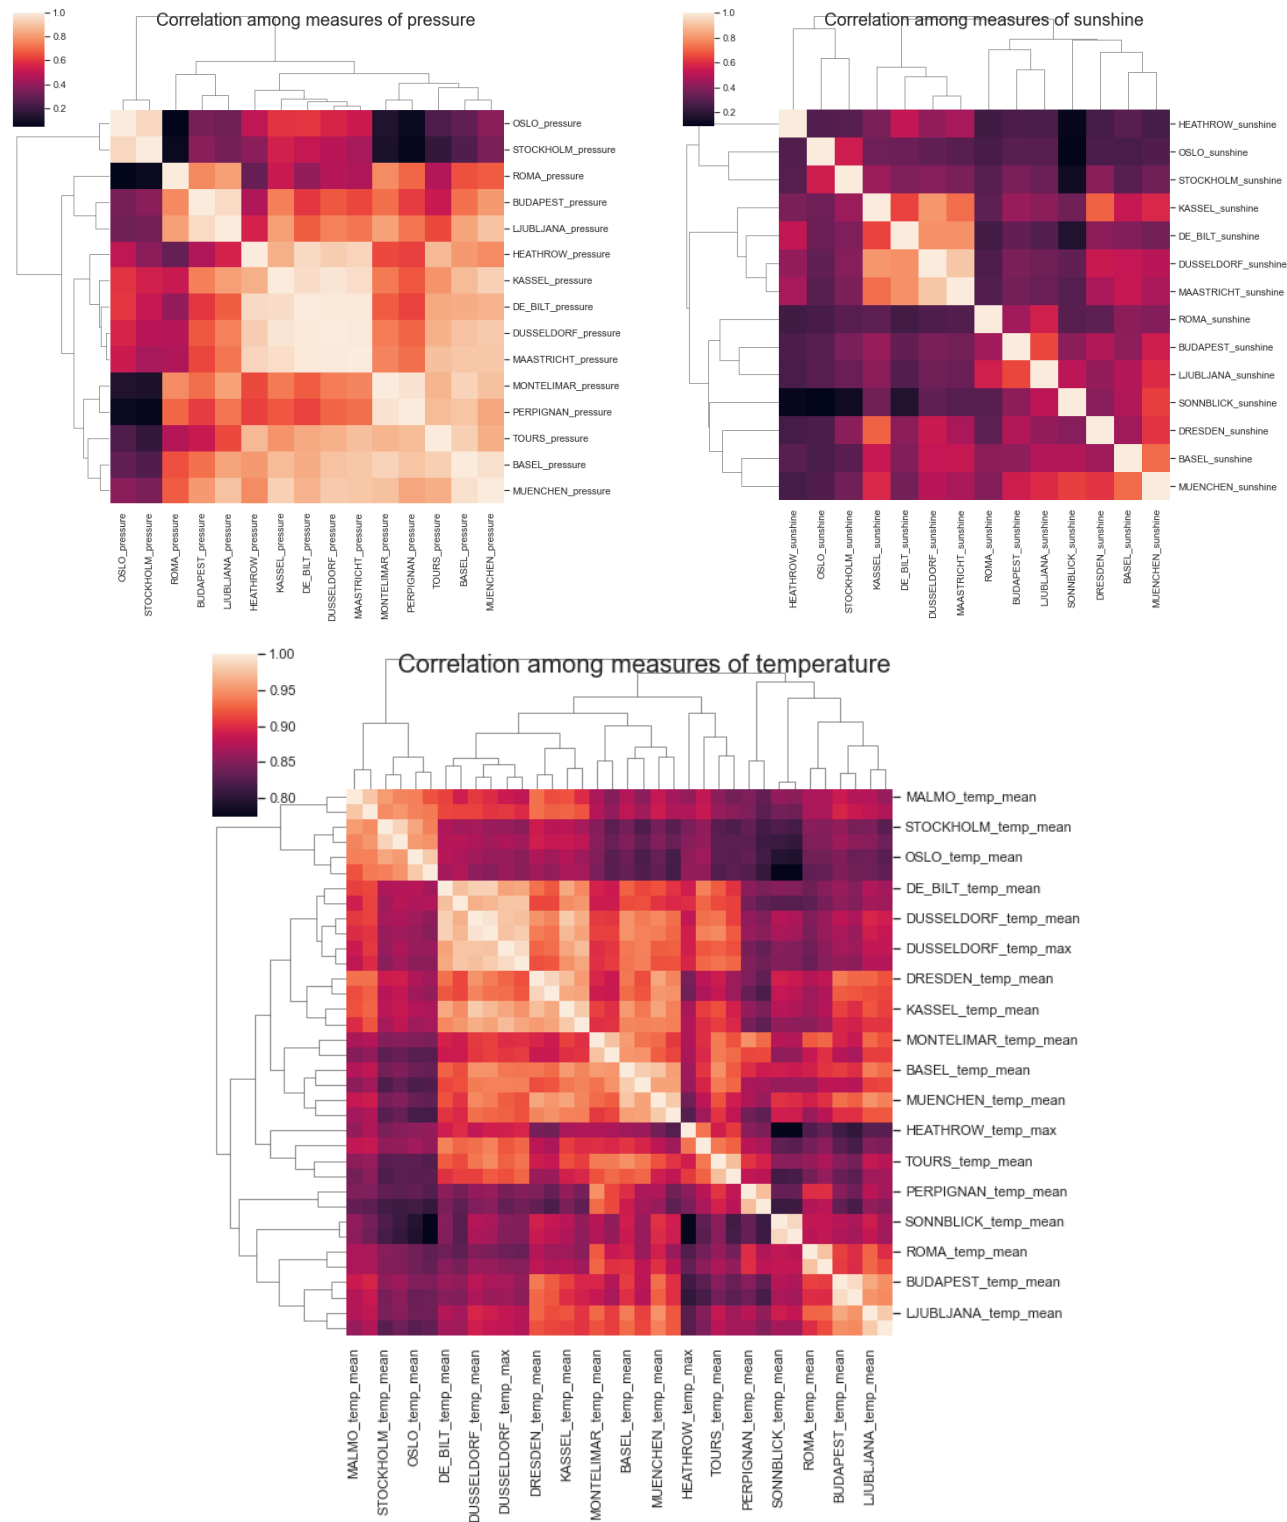 Correlation among measures of pressure
1.0
0.8
0.6
0.4
0.2
OSLO_pressure
STOCKHOLM_pressure
ROMA_pressure
BUDAPEST_pressure
LJUBLJANA_pressure
HEATHROW_pressure
KASSEL_pressure
DE_BILT_pressure
DUSSELDORF_pressure
MAASTRICHT_pressure
MONTELIMAR_pressure
PERPIGNAN_pressure
TOURS_pressure
BASEL_pressure
MUENCHEN_pressure
OSLO_pressure
STOCKHOLM_pressure
ROMA_pressure
BUDAPEST_pressure
LJUBLJANA_pressure
HEATHROW_pressure
KASSEL_pressure
DE_BILT_pressure
DUSSELDORF_pressure
MAASTRICHT_pressure
MONTELIMAR_pressure
PERPIGNAN_pressure
TOURS_pressure
BASEL_pressure
MUENCHEN_pressure
Correlation among measures of sunshine
1.0
0.8
0.6
0.4
0.2
HEATHROW_sunshine
OSLO_sunshine
STOCKHOLM_sunshine
KASSEL_sunshine
DE_BILT_sunshine
DUSSELDORF_sunshine
MAASTRICHT_sunshine
ROMA_sunshine
BUDAPEST_sunshine
LJUBLJANA_sunshine
SONNBLICK_sunshine
DRESDEN_sunshine
BASEL_sunshine
MUENCHEN_sunshine
HEATHROW_sunshine
OSLO_sunshine
STOCKHOLM_sunshine
KASSEL_sunshine
DE_BILT_sunshine
DUSSELDORF_sunshine
MAASTRICHT_sunshine
ROMA_sunshine
BUDAPEST_sunshine
LJUBLJANA_sunshine
SONNBLICK_sunshine
DRESDEN_sunshine
BASEL_sunshine
MUENCHEN_sunshine
Correlation among measures of temperature
1.00
0.95
0.90
0.85
0.80
MALMO_temp_mean
STOCKHOLM_temp_mean
OSLO_temp_mean
DE_BILT_temp_mean
DUSSELDORF_temp_mean
DUSSELDORF_temp_max
DRESDEN_temp_mean
KASSEL_temp_mean
MONTELIMAR_temp_mean
BASEL_temp_mean
MUENCHEN_temp_mean
HEATHROW_temp_max
TOURS_temp_mean
PERPIGNAN_temp_mean
SONNBLICK_temp_mean
ROMA_temp_mean
BUDAPEST_temp_mean
LJUBLJANA_temp_mean
MALMO_temp_mean
STOCKHOLM_temp_mean
OSLO_temp_mean
DE_BILT_temp_mean
DUSSELDORF_temp_mean
DUSSELDORF_temp_max
DRESDEN_temp_mean
KASSEL_temp_mean
MONTELIMAR_temp_mean
BASEL_temp_mean
MUENCHEN_temp_mean
HEATHROW_temp_max
TOURS_temp_mean
PERPIGNAN_temp_mean
SONNBLICK_temp_mean
ROMA_temp_mean
BUDAPEST_temp_mean
LJUBLJANA_temp_mean